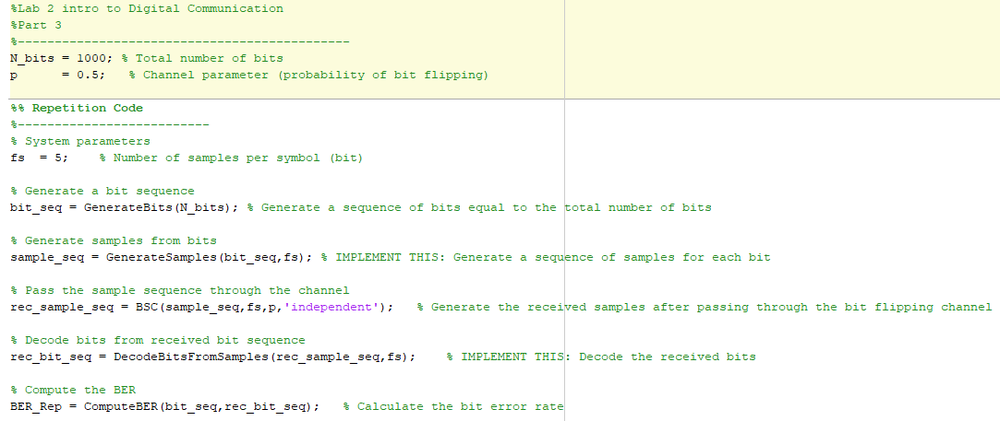 %Lab 2 intro to Digital Communication
%Part 3
%---------------------------------------------
N_bits = 1000; % Total number of bits
p      = 0.5;   % Channel parameter (probability of bit flipping)
%% Repetition Code
%--------------------------
% System parameters
fs  = 5;    % Number of samples per symbol (bit)
% Generate a bit sequence
bit_seq = GenerateBits(N_bits); % Generate a sequence of bits equal to the total number of bits
% Generate samples from bits
sample_seq = GenerateSamples(bit_seq,fs); % IMPLEMENT THIS: Generate a sequence of samples for each bit
% Pass the sample sequence through the channel
rec_sample_seq = BSC(sample_seq,fs,p,'independent');   % Generate the received samples after passing through the bit flipping channel
% Decode bits from received bit sequence
rec_bit_seq = DecodeBitsFromSamples(rec_sample_seq,fs);    % IMPLEMENT THIS: Decode the received bits
% Compute the BER
BER_Rep = ComputeBER(bit_seq,rec_bit_seq);   % Calculate the bit error rate